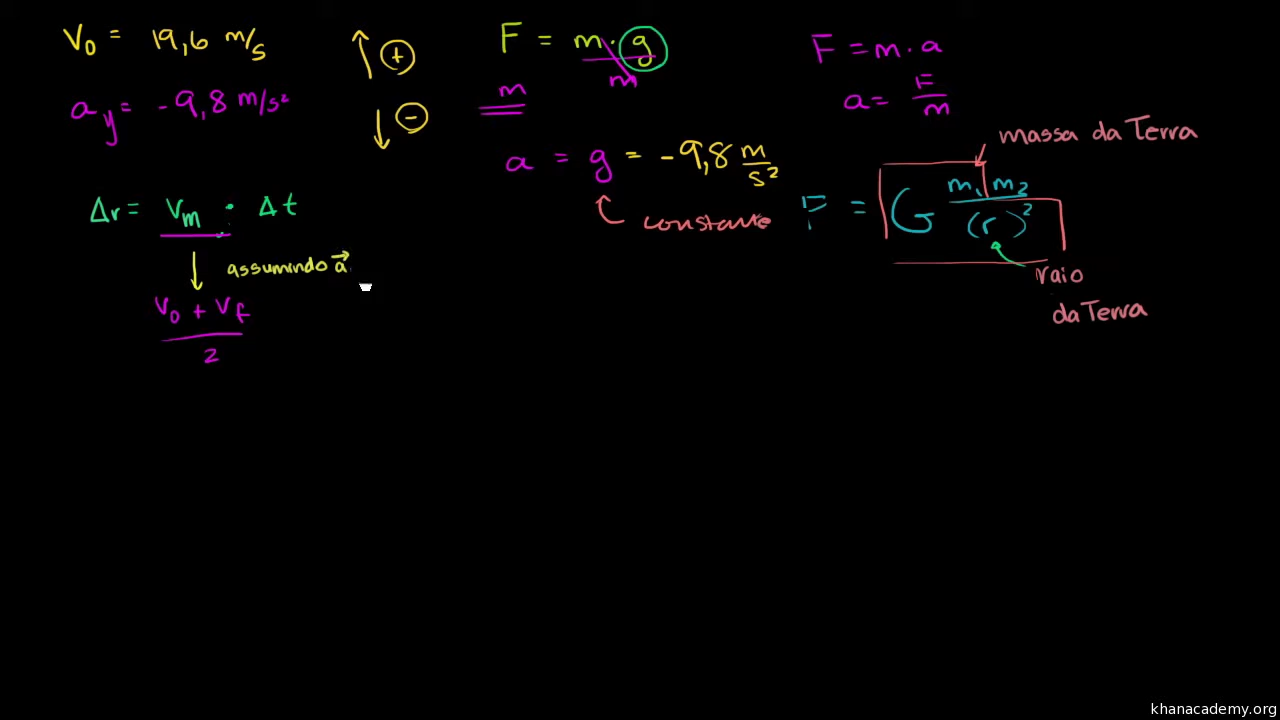 V₀ = 19,6 m/s
a_y = -9,8 m/s²
↑ (+)
↓ (-)
F = m · g
m
m
a = g = -9,8 m/s²
constante
F = m · a
a = F/m
massa da Terra
F = G m₁ m₂ / (r)²
raio
da Terra
Δr = Vm · Δt
assumindo a⃗
V₀ + Vf
2
khanacademy.org